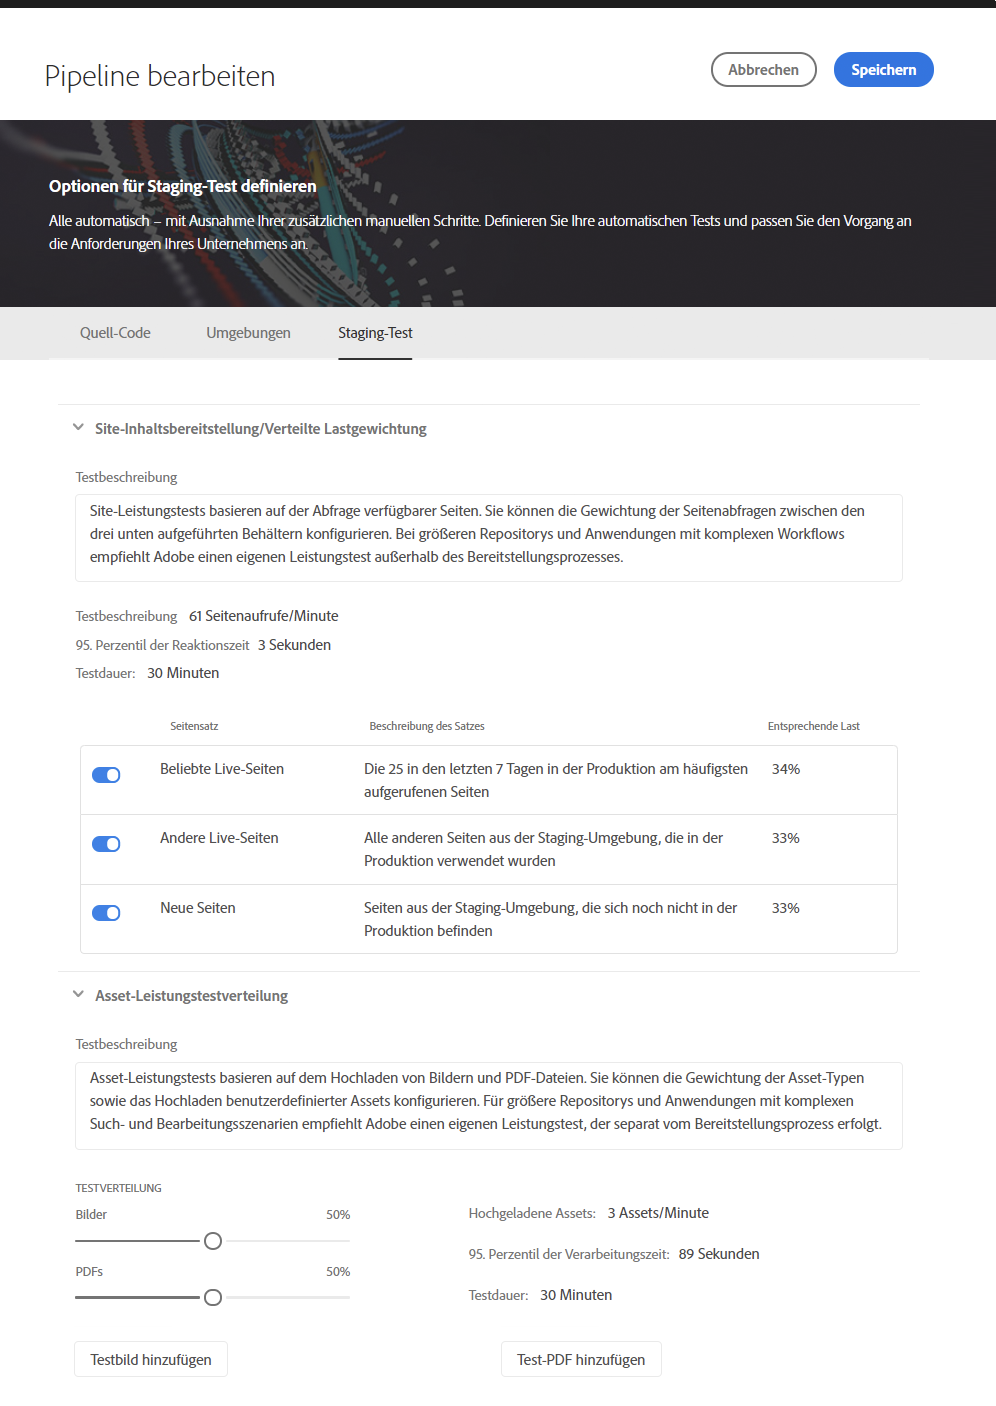 Pipeline bearbeiten
Abbrechen
Speichern
Optionen für Staging-Test definieren
Alle automatisch – mit Ausnahme Ihrer zusätzlichen manuellen Schritte. Definieren Sie Ihre automatischen Tests und passen Sie den Vorgang an
die Anforderungen Ihres Unternehmens an.
Quell-Code
Umgebungen
Staging-Test
Site-Inhaltsbereitstellung/Verteilte Lastgewichtung
Testbeschreibung
Site-Leistungstests basieren auf der Abfrage verfügbarer Seiten. Sie können die Gewichtung der Seitenabfragen zwischen den
drei unten aufgeführten Behältern konfigurieren. Bei größeren Repositorys und Anwendungen mit komplexen Workflows
empfiehlt Adobe einen eigenen Leistungstest außerhalb des Bereitstellungsprozesses.
Testbeschreibung 61 Seitenaufrufe/Minute
95. Perzentil der Reaktionszeit 3 Sekunden
Testdauer: 30 Minuten
Seitensatz
Beschreibung des Satzes
Entsprechende Last
Beliebte Live-Seiten
Die 25 in den letzten 7 Tagen in der Produktion am häufigsten
aufgerufenen Seiten
34%
Andere Live-Seiten
Alle anderen Seiten aus der Staging-Umgebung, die in der
Produktion verwendet wurden
33%
Neue Seiten
Seiten aus der Staging-Umgebung, die sich noch nicht in der
Produktion befinden
33%
Asset-Leistungstestverteilung
Testbeschreibung
Asset-Leistungstests basieren auf dem Hochladen von Bildern und PDF-Dateien. Sie können die Gewichtung der Asset-Typen
sowie das Hochladen benutzerdefinierter Assets konfigurieren. Für größere Repositorys und Anwendungen mit komplexen
Such- und Bearbeitungsszenarien empfiehlt Adobe einen eigenen Leistungstest, der separat vom Bereitstellungsprozess erfolgt.
TESTVERTEILUNG
Bilder 50%
PDFs 50%
Hochgeladene Assets: 3 Assets/Minute
95. Perzentil der Verarbeitungszeit: 89 Sekunden
Testdauer: 30 Minuten
Testbild hinzufügen
Test-PDF hinzufügen